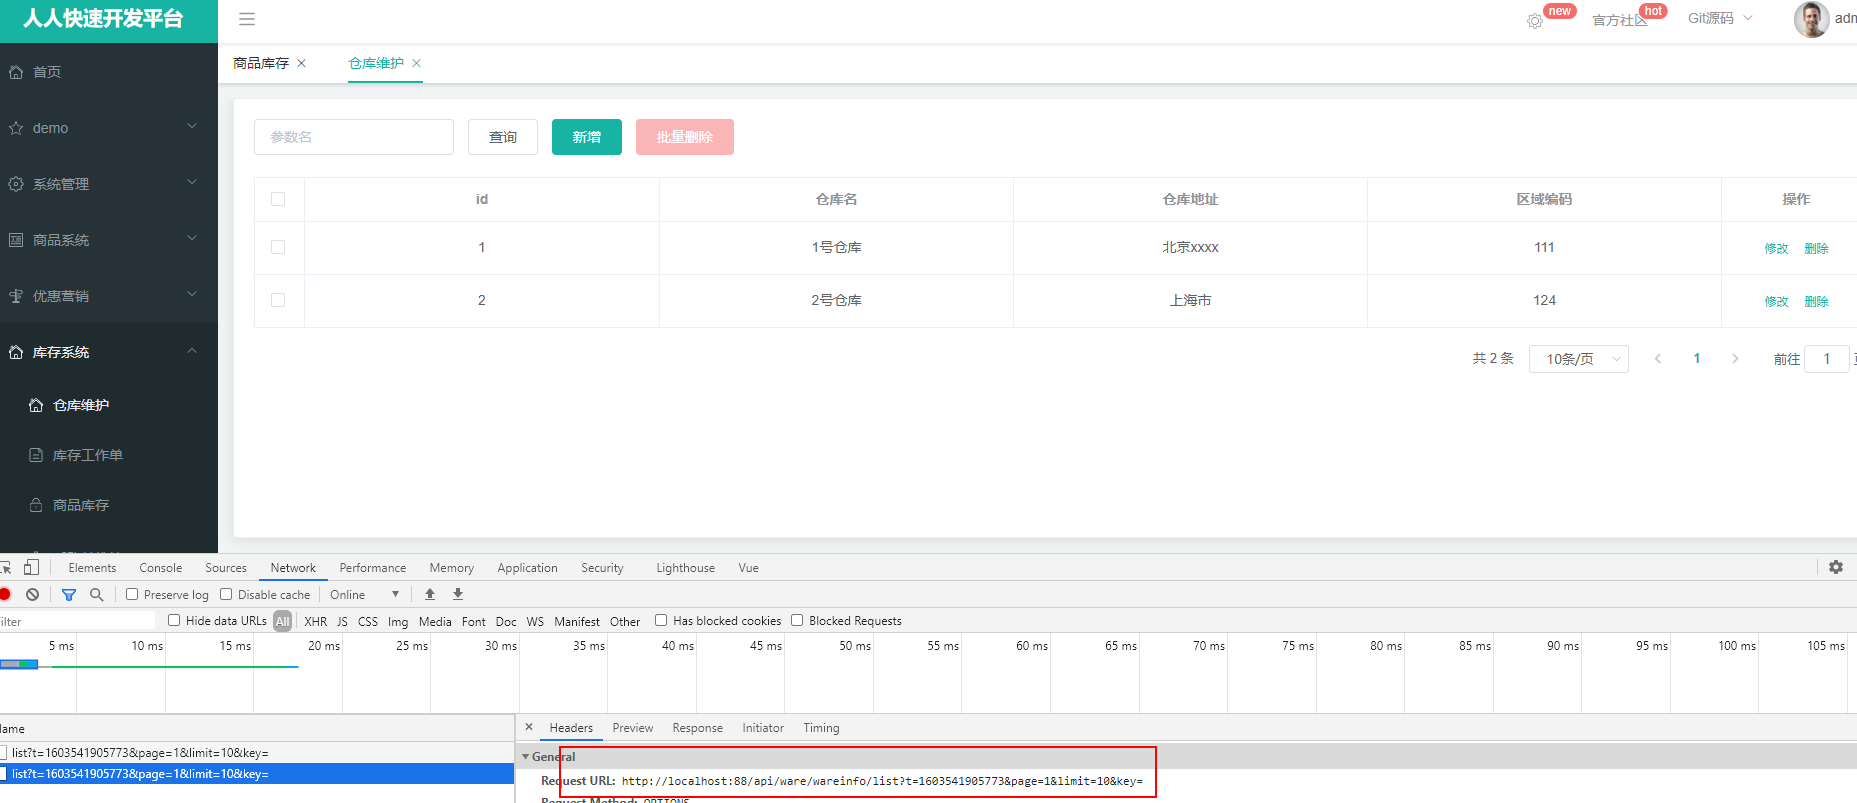 人人快速开发平台
new
官方社区
hot
Git源码
adn
首页
demo
系统管理
商品系统
优惠营销
库存系统
仓库维护
库存工作单
商品库存
商品库存
仓库维护
参数名
查询
新增
批量删除
id 仓库名 仓库地址 区域编码 操作
1 1号仓库 北京xxxx 111 修改 删除
2 2号仓库 上海市 124 修改 删除
共 2 条 10条/页 1 前往 1
Elements Console Sources Network Performance Memory Application Security Lighthouse Vue
Preserve log Disable cache Online
ilter Hide data URLs All XHR JS CSS Img Media Font Doc WS Manifest Other Has blocked cookies Blocked Requests
5 ms 10 ms 15 ms 20 ms 25 ms 30 ms 35 ms 40 ms 45 ms 50 ms 55 ms 60 ms 65 ms 70 ms 75 ms 80 ms 85 ms 90 ms 95 ms 100 ms 105 ms
lame
list?t=1603541905773&page=1&limit=10&key=
list?t=1603541905773&page=1&limit=10&key=
Headers Preview Response Initiator Timing
General
Request URL: http://localhost:88/api/ware/wareinfo/list?t=1603541905773&page=1&limit=10&key=
Request Method: OPTIONS